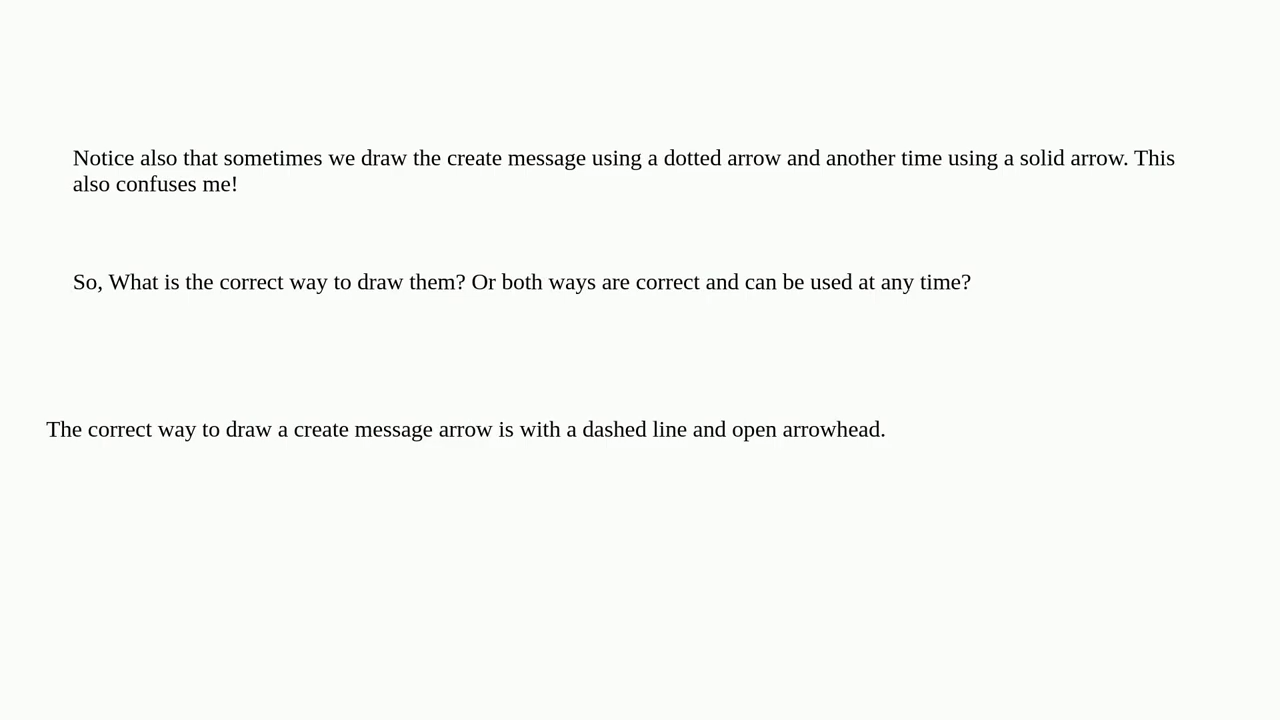 Notice also that sometimes we draw the create message using a dotted arrow and another time using a solid arrow. This
also confuses me!
So, What is the correct way to draw them? Or both ways are correct and can be used at any time?
The correct way to draw a create message arrow is with a dashed line and open arrowhead.